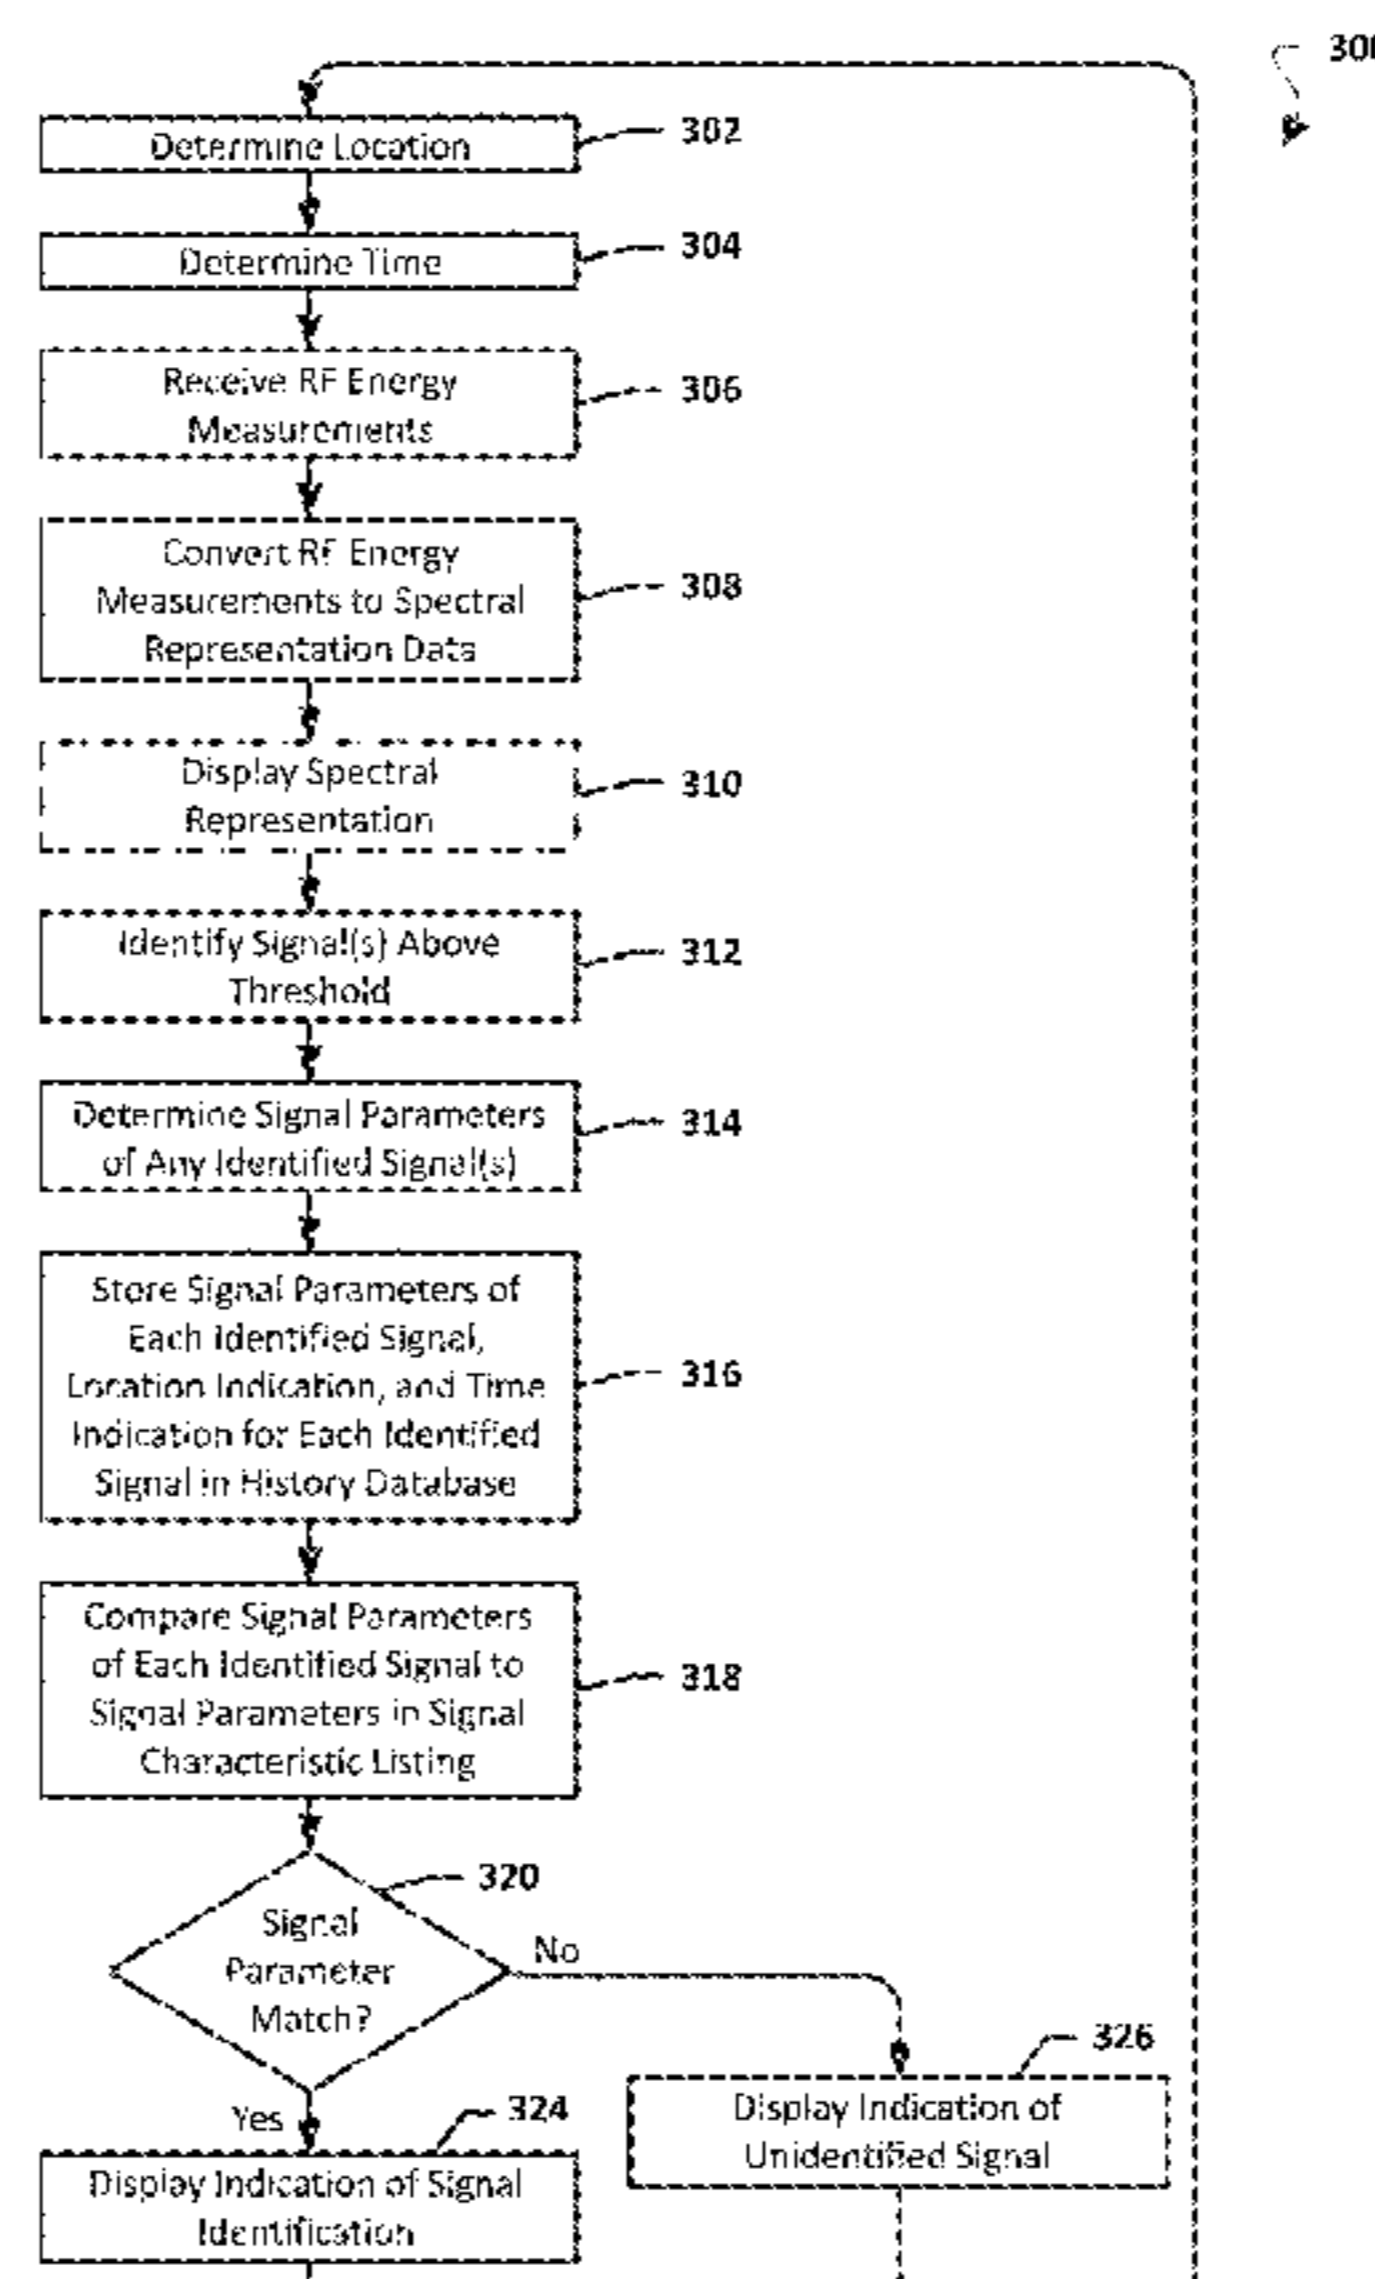 302
Determine Location
304
Determine Time
Receive RF Energy
Measurements
306
Convert RF Energy
Measurements to Spectral
Representation Data
308
Display Spectral
Representation
310
Identify Signal(s) Above
Threshold
312
Determine Signal Parameters
of Any Identified Signal(s)
314
Store Signal Parameters of
Each Identified Signal,
Location Indication, and Time
Indication for Each Identified
Signal in History Database
316
Compare Signal Parameters
of Each Identified Signal to
Signal Parameters in Signal
Characteristic Listing
318
320
Signal
Parameter
Match?
No
Yes
324
Display Indication of Signal
Identification
326
Display Indication of
Unidentified Signal